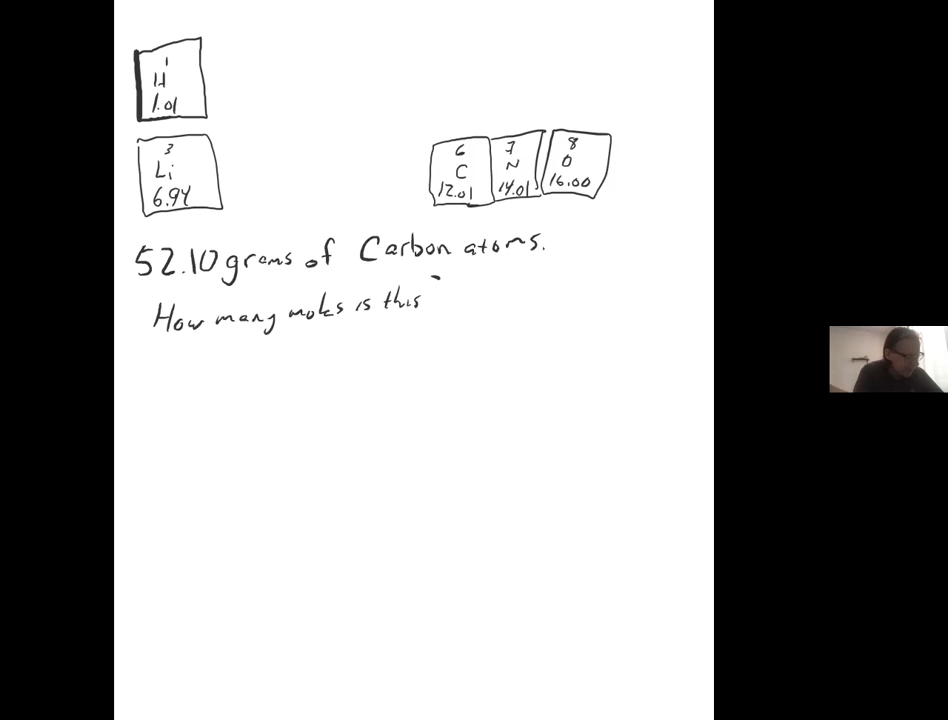 1
H
1.01
3
Li
6.94
6 7 8
C N O
12.01 14.01 16.00
52.10 grams of Carbon atoms.
How many moles is this